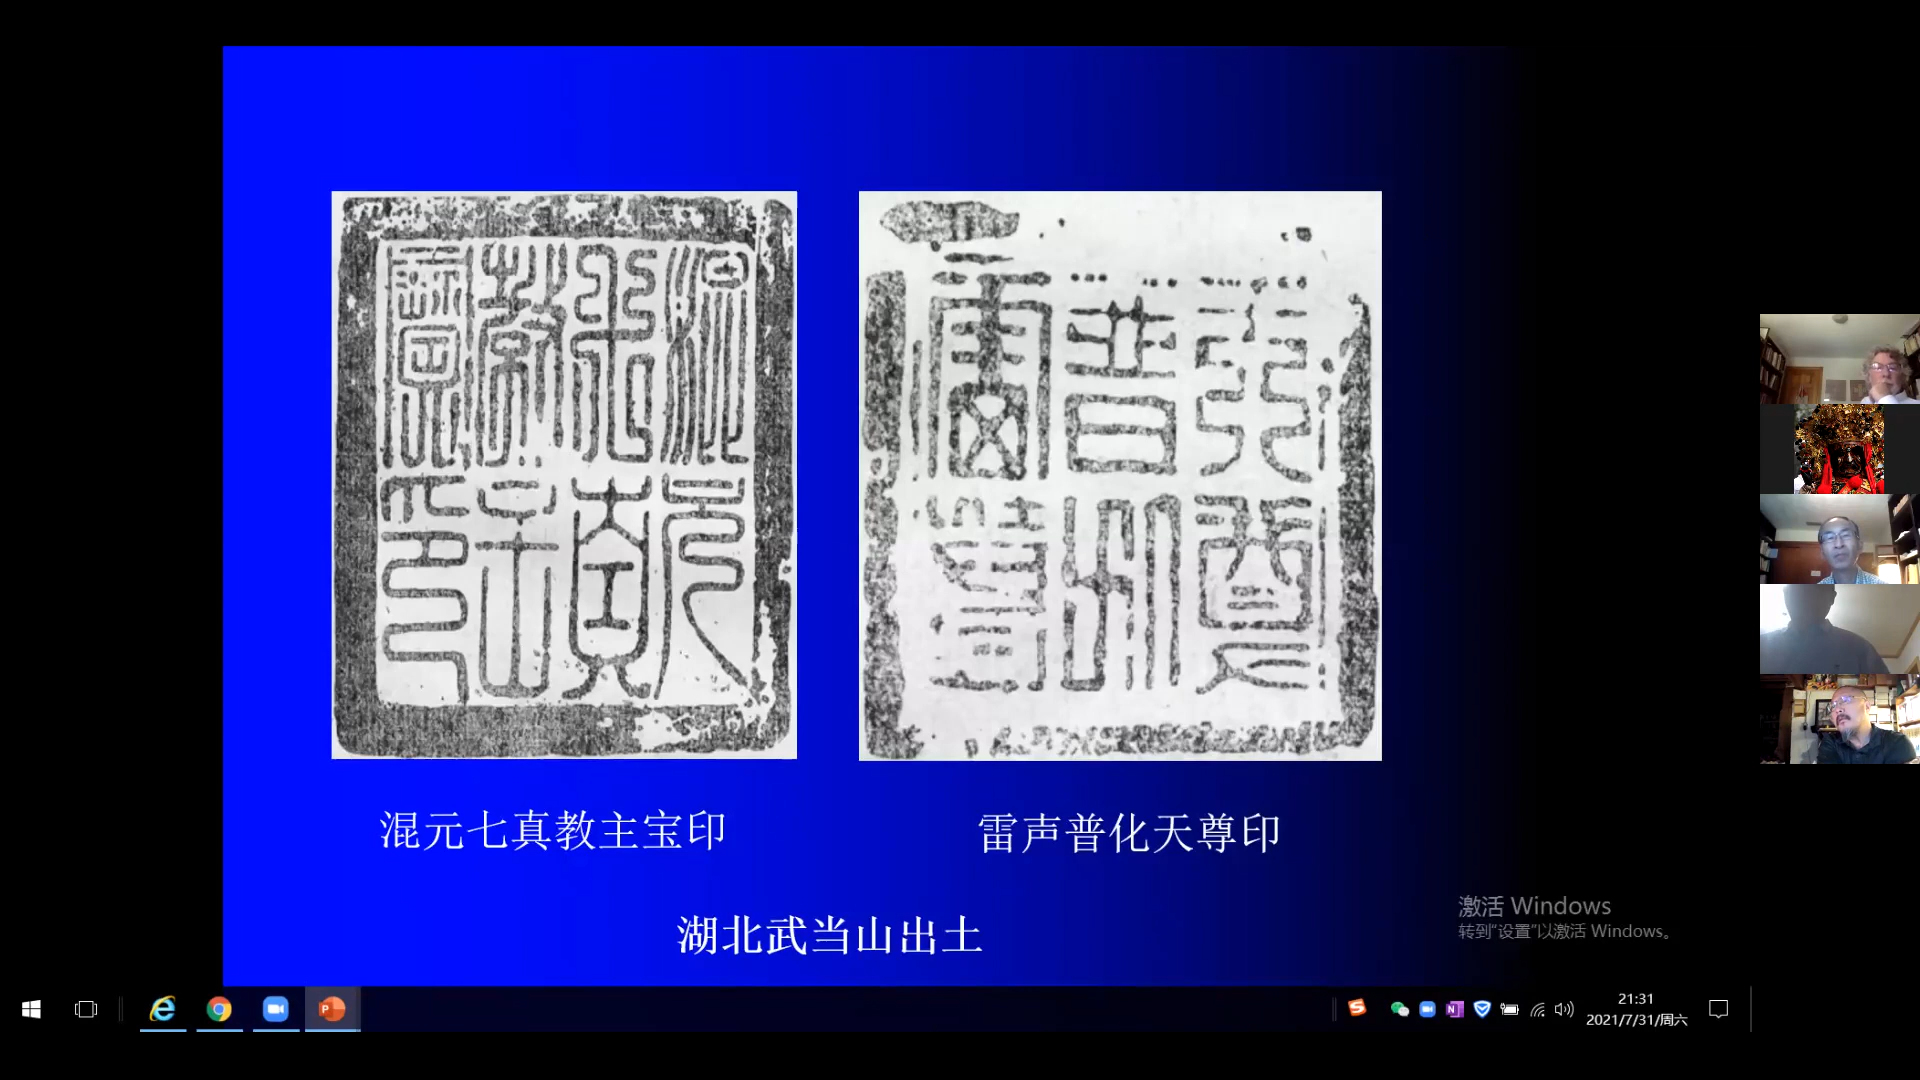 混元七真教主宝印
雷声普化天尊印
湖北武当山出土
激活 Windows
转到"设置"以激活 Windows。
21:31
2021/7/31/周六